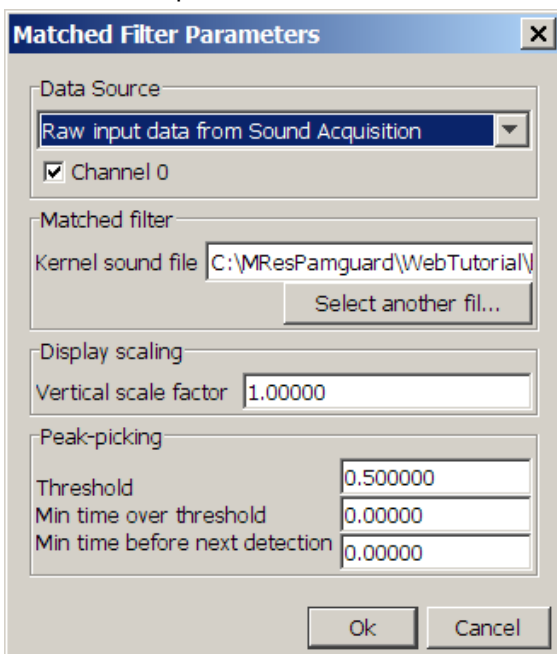 Matched Filter Parameters
Data Source
Raw input data from Sound Acquisition
Channel 0
Matched filter
Kernel sound file C:\MResPamguard\WebTutorial\
Select another fil...
Display scaling
Vertical scale factor 1.00000
Peak-picking
Threshold 0.500000
Min time over threshold 0.00000
Min time before next detection 0.00000
Ok Cancel